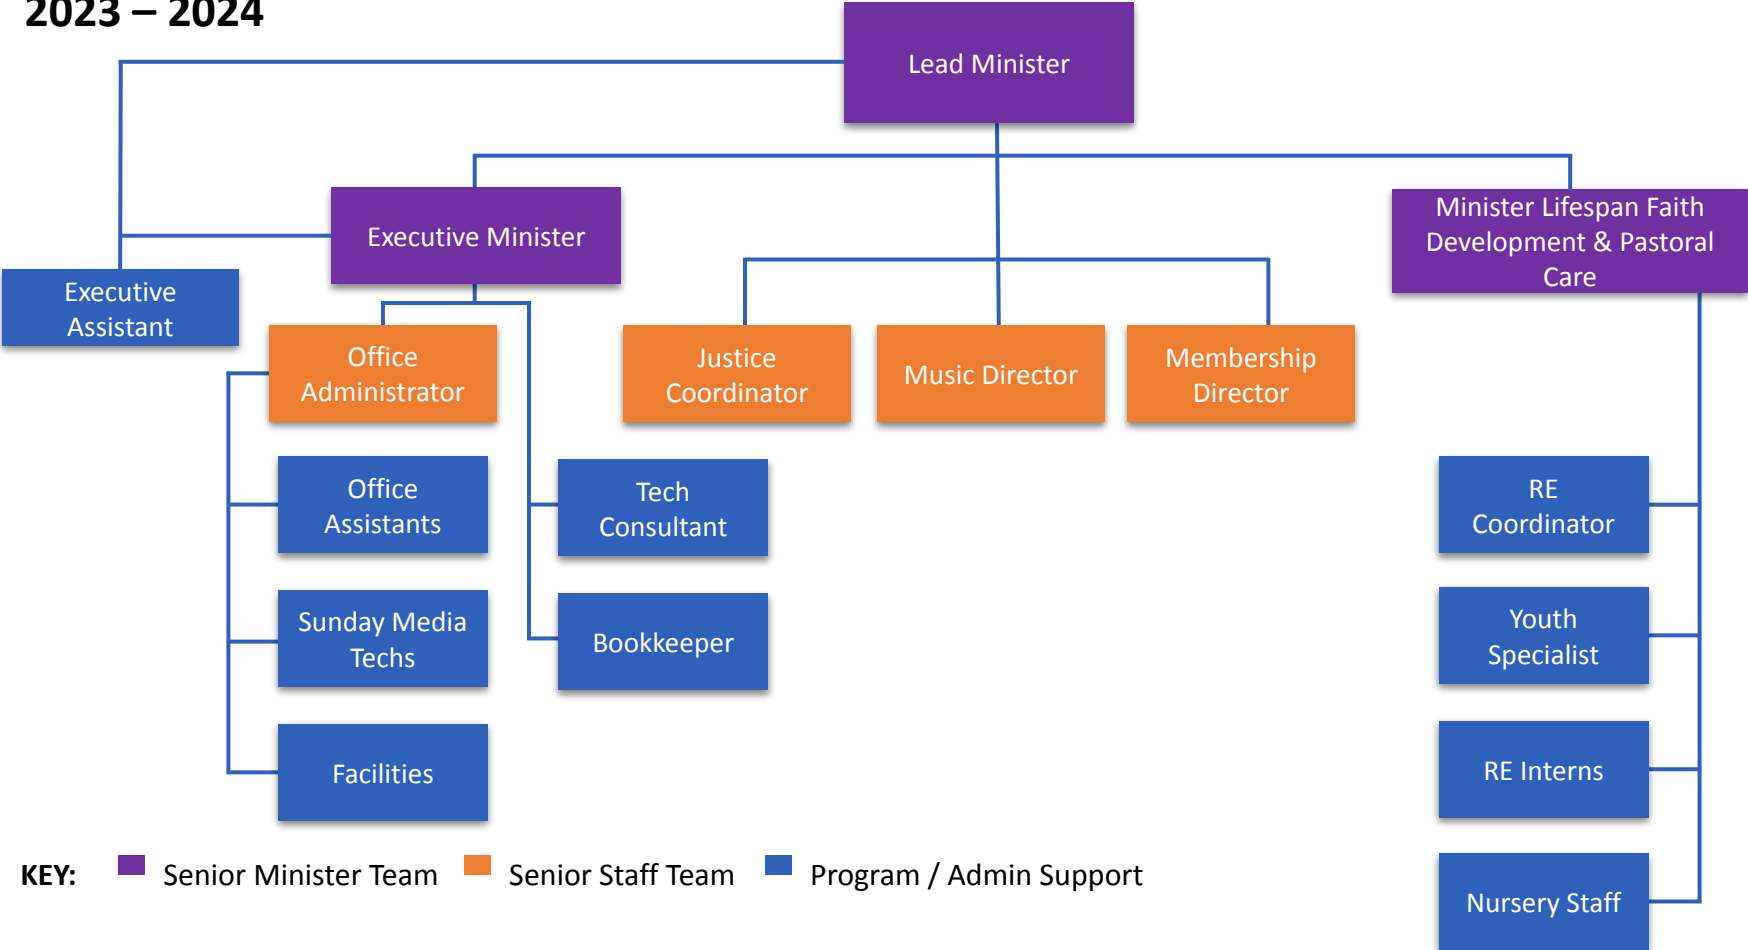 2023 – 2024
Lead Minister
Executive Minister
Minister Lifespan Faith
Development & Pastoral
Care
Executive
Assistant
Office
Administrator
Justice
Coordinator
Music Director
Membership
Director
Office
Assistants
Tech
Consultant
RE
Coordinator
Sunday Media
Techs
Bookkeeper
Youth
Specialist
Facilities
RE Interns
KEY:
Senior Minister Team
Senior Staff Team
Program / Admin Support
Nursery Staff